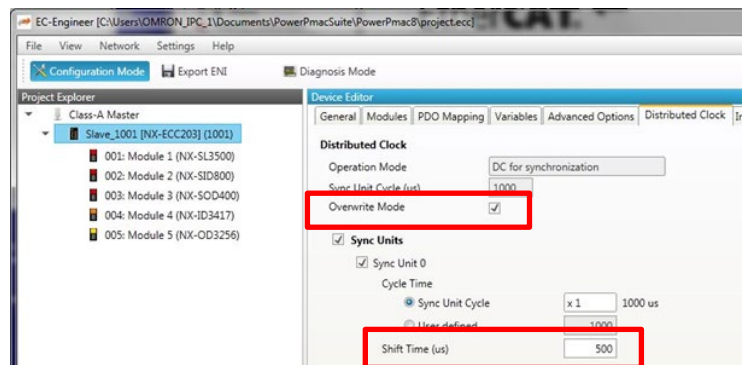 EC-Engineer [C:\Users\OMRON_IPC_1\Documents\PowerPmacSuite\PowerPmac8\project.ecc]
File View Network Settings Help
Configuration Mode Export ENI Diagnosis Mode
Project Explorer
Class-A Master
Slave_1001 [NX-ECC203] (1001)
001: Module 1 (NX-SL3500)
002: Module 2 (NX-SID800)
003: Module 3 (NX-SOD400)
004: Module 4 (NX-ID3417)
005: Module 5 (NX-OD3256)
Device Editor
General Modules PDO Mapping Variables Advanced Options Distributed Clock
Distributed Clock
Operation Mode DC for synchronization
Sync Unit Cycle (us) 1000
Overwrite Mode
Sync Units
Sync Unit 0
Cycle Time
Sync Unit Cycle x 1 1000 us
User defined 1000
Shift Time (us) 500